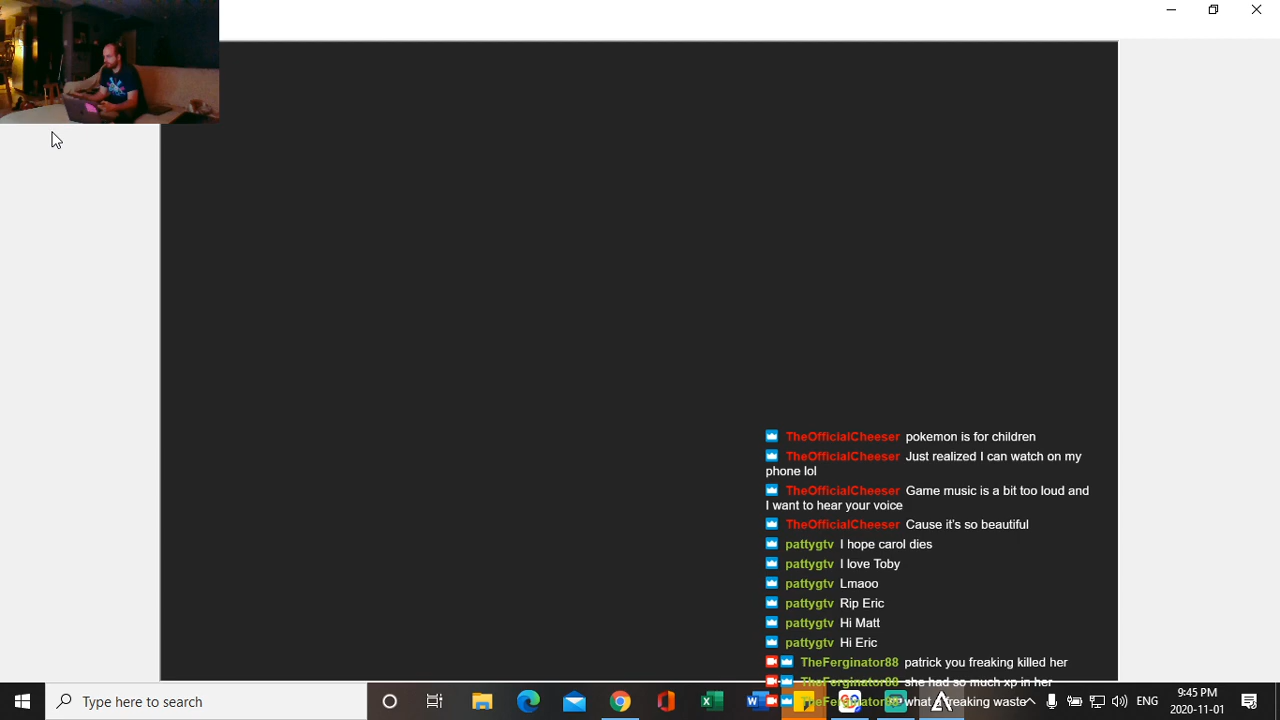 TheOfficialCheeser pokemon is for children
TheOfficialCheeser Just realized I can watch on my
phone lol
TheOfficialCheeser Game music is a bit too loud and
I want to hear your voice
TheOfficialCheeser Cause it's so beautiful
pattygtv I hope carol dies
pattygtv I love Toby
pattygtv Lmaoo
pattygtv Rip Eric
pattygtv Hi Matt
pattygtv Hi Eric
TheFerginator88 patrick you freaking killed her
TheFerginator88 she had so much xp in her
TheFerginator88 what a freaking waste
Type here to search
ENG
9:45 PM
2020-11-01